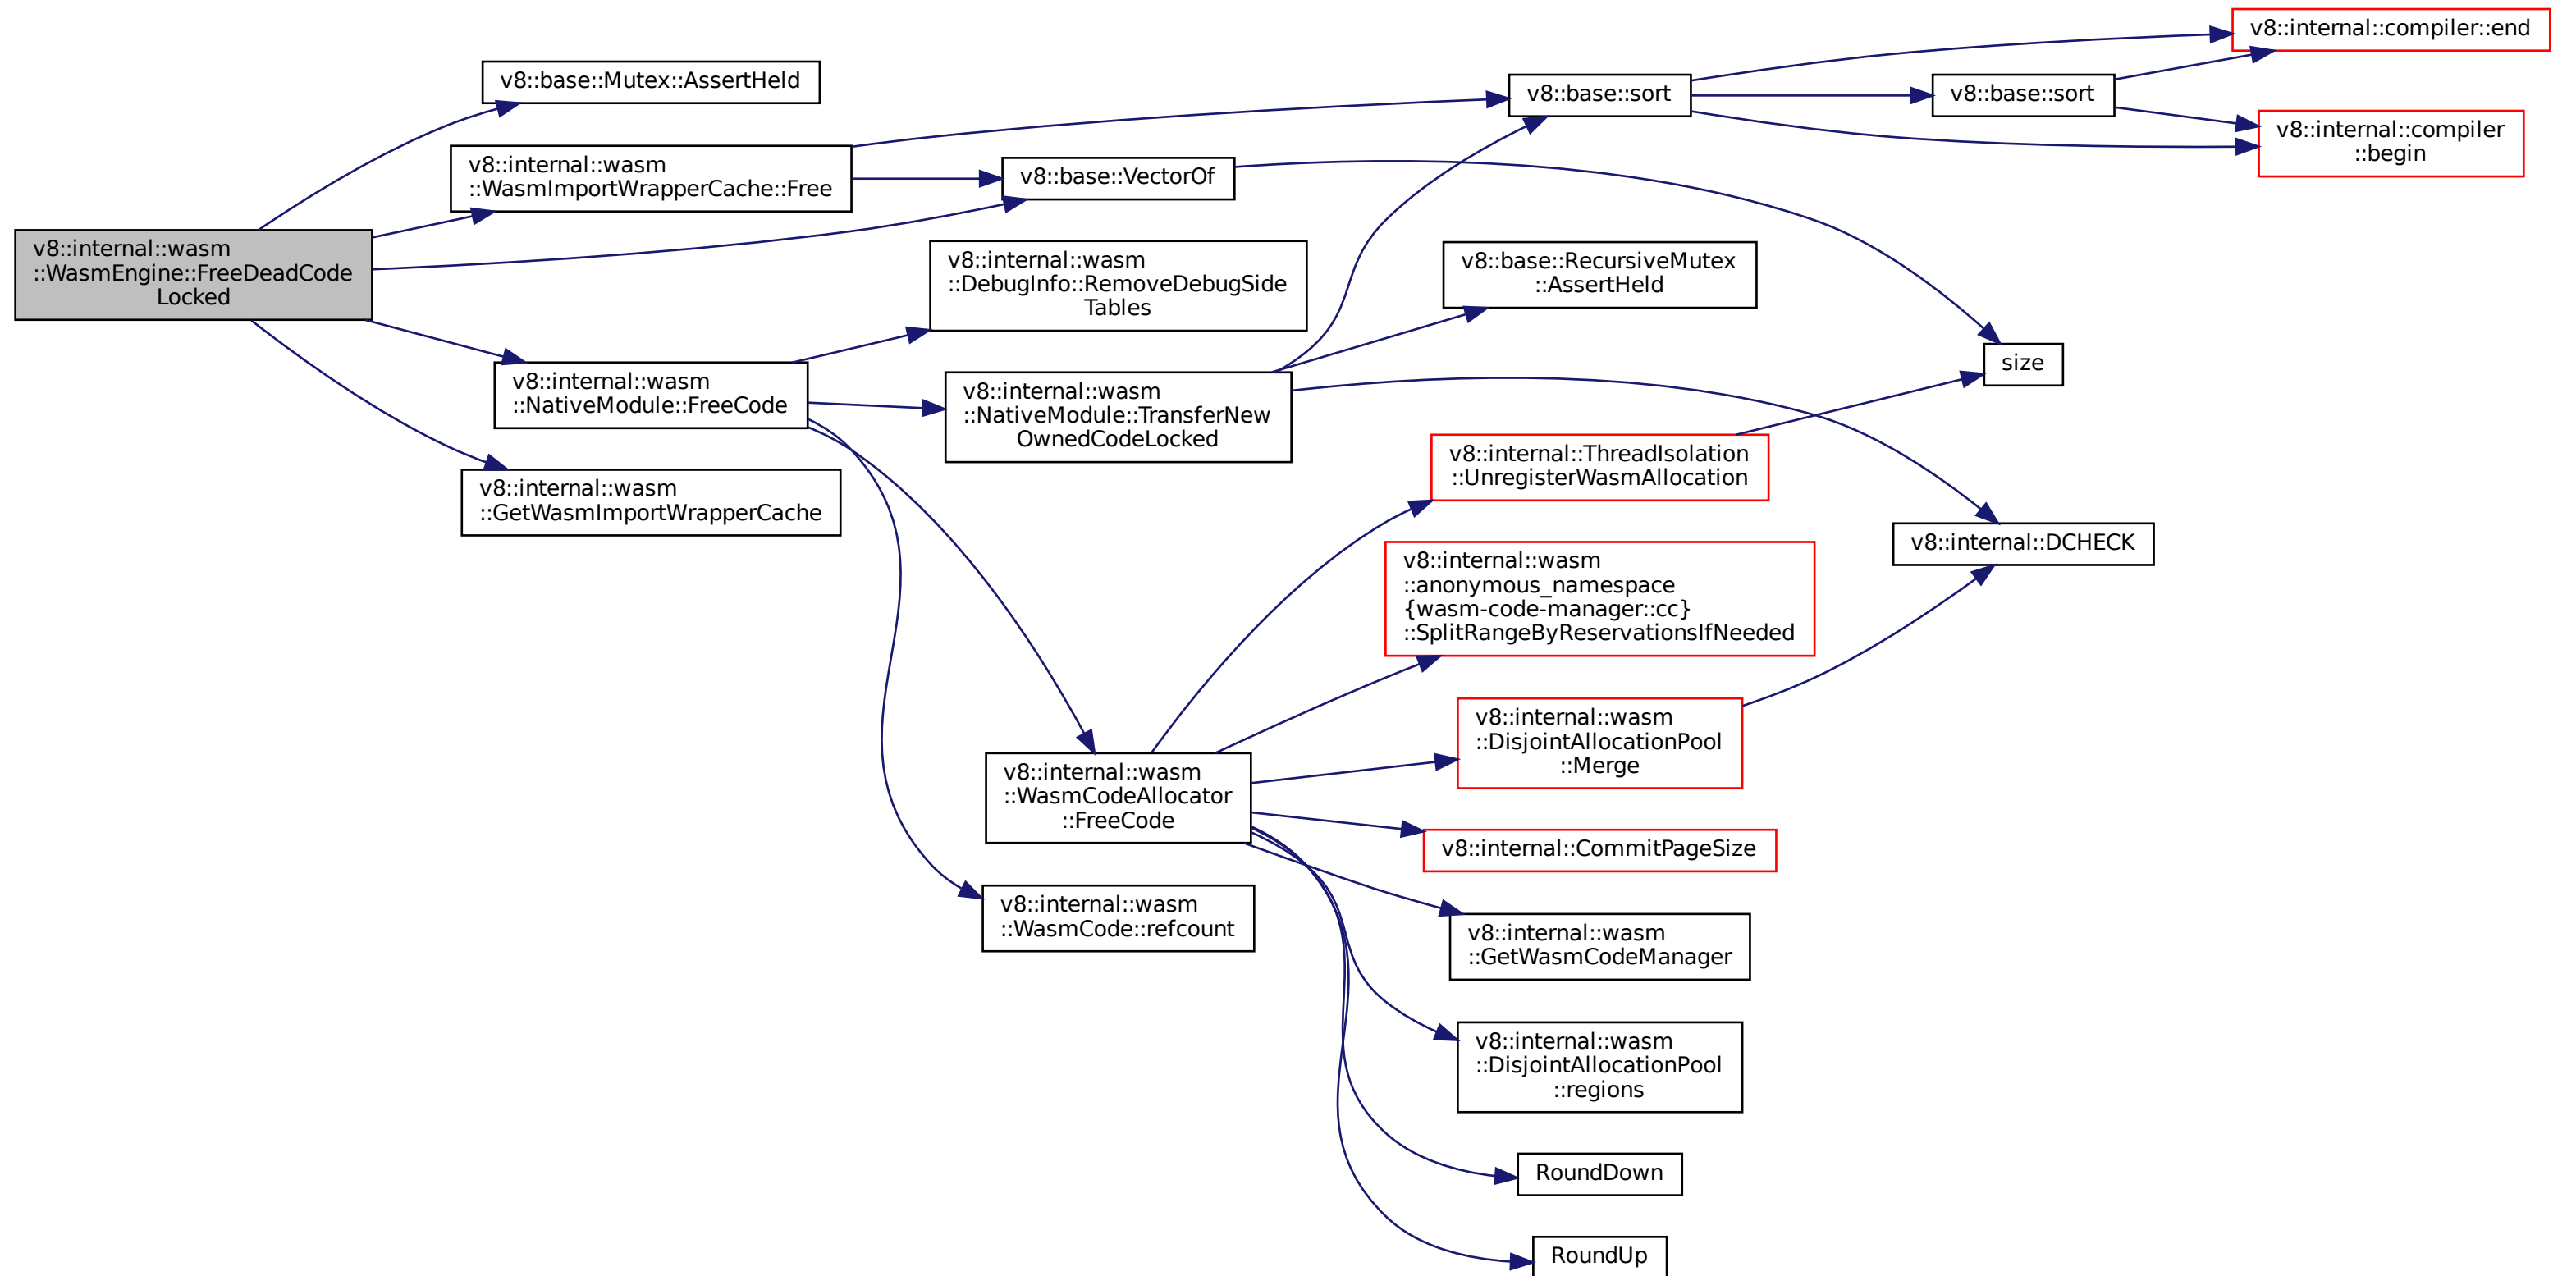 v8::internal::wasm
::WasmEngine::FreeDeadCode
Locked
v8::base::Mutex::AssertHeld
v8::internal::wasm
::WasmImportWrapperCache::Free
v8::internal::wasm
::NativeModule::FreeCode
v8::internal::wasm
::GetWasmImportWrapperCache
v8::base::VectorOf
v8::internal::wasm
::DebugInfo::RemoveDebugSide
Tables
v8::internal::wasm
::NativeModule::TransferNew
OwnedCodeLocked
v8::internal::wasm
::WasmCodeAllocator
::FreeCode
v8::internal::wasm
::WasmCode::refcount
v8::base::sort
v8::base::RecursiveMutex
::AssertHeld
v8::internal::ThreadIsolation
::UnregisterWasmAllocation
v8::internal::wasm
::anonymous_namespace
{wasm-code-manager::cc}
::SplitRangeByReservationsIfNeeded
v8::internal::wasm
::DisjointAllocationPool
::Merge
v8::internal::CommitPageSize
v8::internal::wasm
::GetWasmCodeManager
v8::internal::wasm
::DisjointAllocationPool
::regions
RoundDown
RoundUp
v8::base::sort
size
v8::internal::DCHECK
v8::internal::compiler::end
v8::internal::compiler
::begin